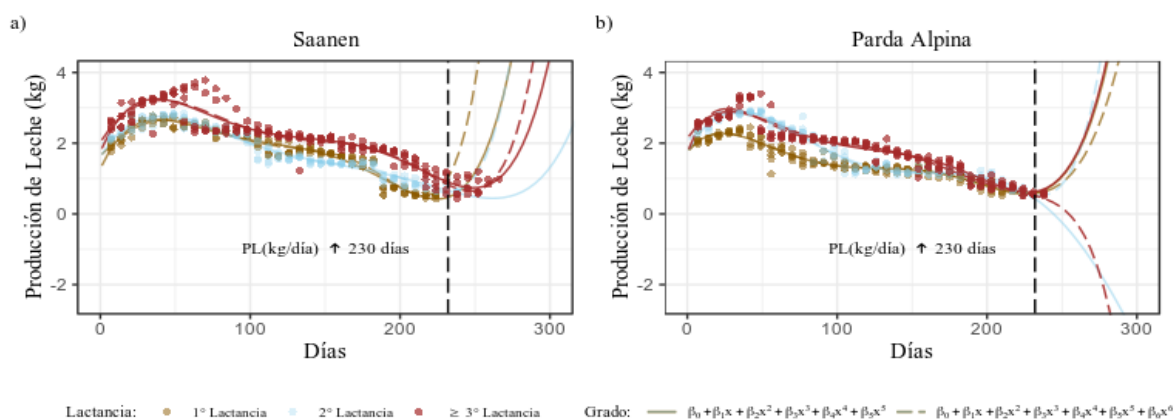 a)
Saanen
Producción de Leche (kg)
4
2
0
-2
PL(kg/día) ↑ 230 días
0 100 200 300
Días
b)
Parda Alpina
Producción de Leche (kg)
4
2
0
-2
PL(kg/día) ↑ 230 días
0 100 200 300
Días
Lactancia: 1° Lactancia 2° Lactancia ≥ 3° Lactancia Grado: β₀ + β₁x + β₂x² + β₃x³ + β₄x⁴ + β₅x⁵ β₀ + β₁x + β₂x² + β₃x³ + β₄x⁴ + β₅x⁵ + β₆x⁶